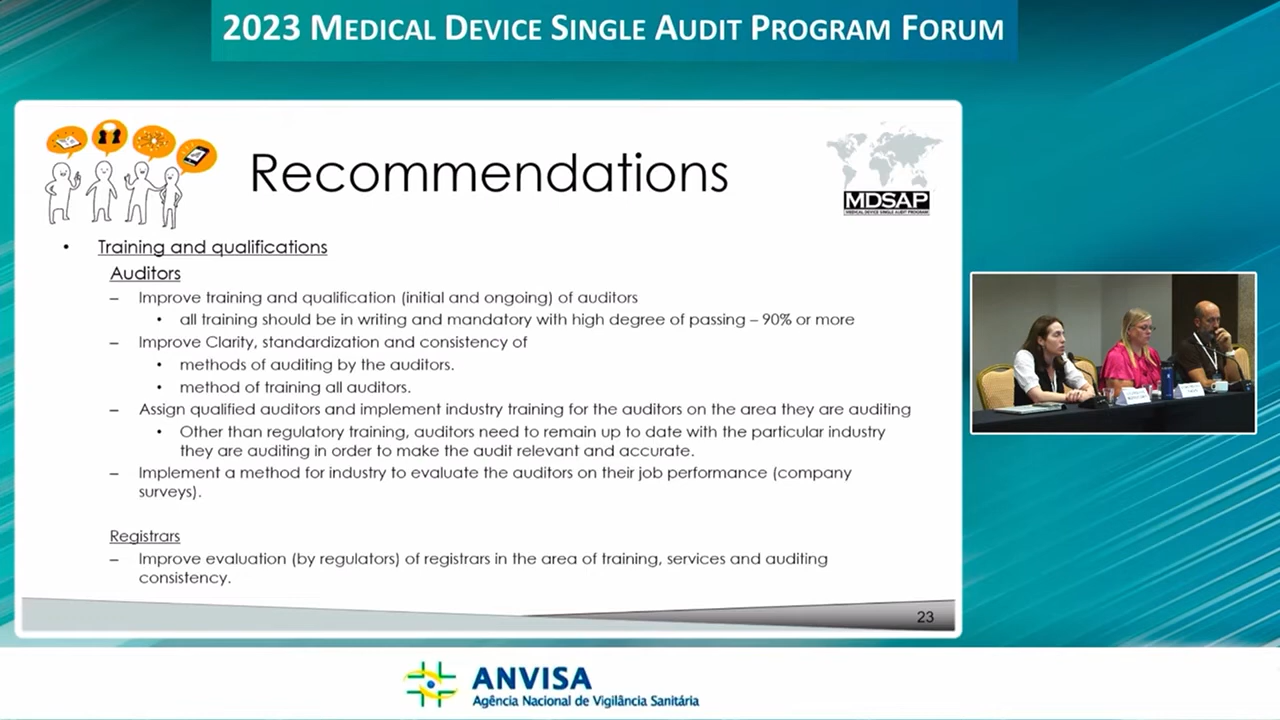 2023 MEDICAL DEVICE SINGLE AUDIT PROGRAM FORUM
Recommendations
MDSAP
MEDICAL DEVICE SINGLE AUDIT PROGRAM
• Training and qualifications
Auditors
– Improve training and qualification (initial and ongoing) of auditors
• all training should be in writing and mandatory with high degree of passing – 90% or more
– Improve Clarity, standardization and consistency of
• methods of auditing by the auditors.
• method of training all auditors.
– Assign qualified auditors and implement industry training for the auditors on the area they are auditing
• Other than regulatory training, auditors need to remain up to date with the particular industry
they are auditing in order to make the audit relevant and accurate.
– Implement a method for industry to evaluate the auditors on their job performance (company
surveys).
Registrars
– Improve evaluation (by regulators) of registrars in the area of training, services and auditing
consistency.
23
ANVISA
Agência Nacional de Vigilância Sanitária